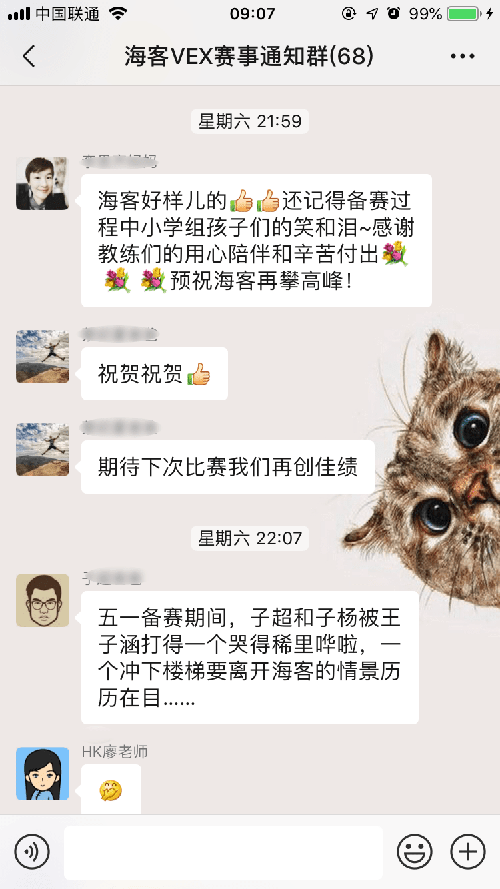 中国联通
09:07
99%
海客VEX赛事通知群(68)
星期六 21:59
海客好样儿的👍👍还记得备赛过
程中小学组孩子们的笑和泪~感谢
教练们的用心陪伴和辛苦付出💐
💐 💐 预祝海客再攀高峰！
祝贺祝贺👍
期待下次比赛我们再创佳绩
星期六 22:07
五一备赛期间，子超和子杨被王
子涵打得一个哭得稀里哗啦，一
个冲下楼梯要离开海客的情景历
历在目......
HK廖老师
🤭